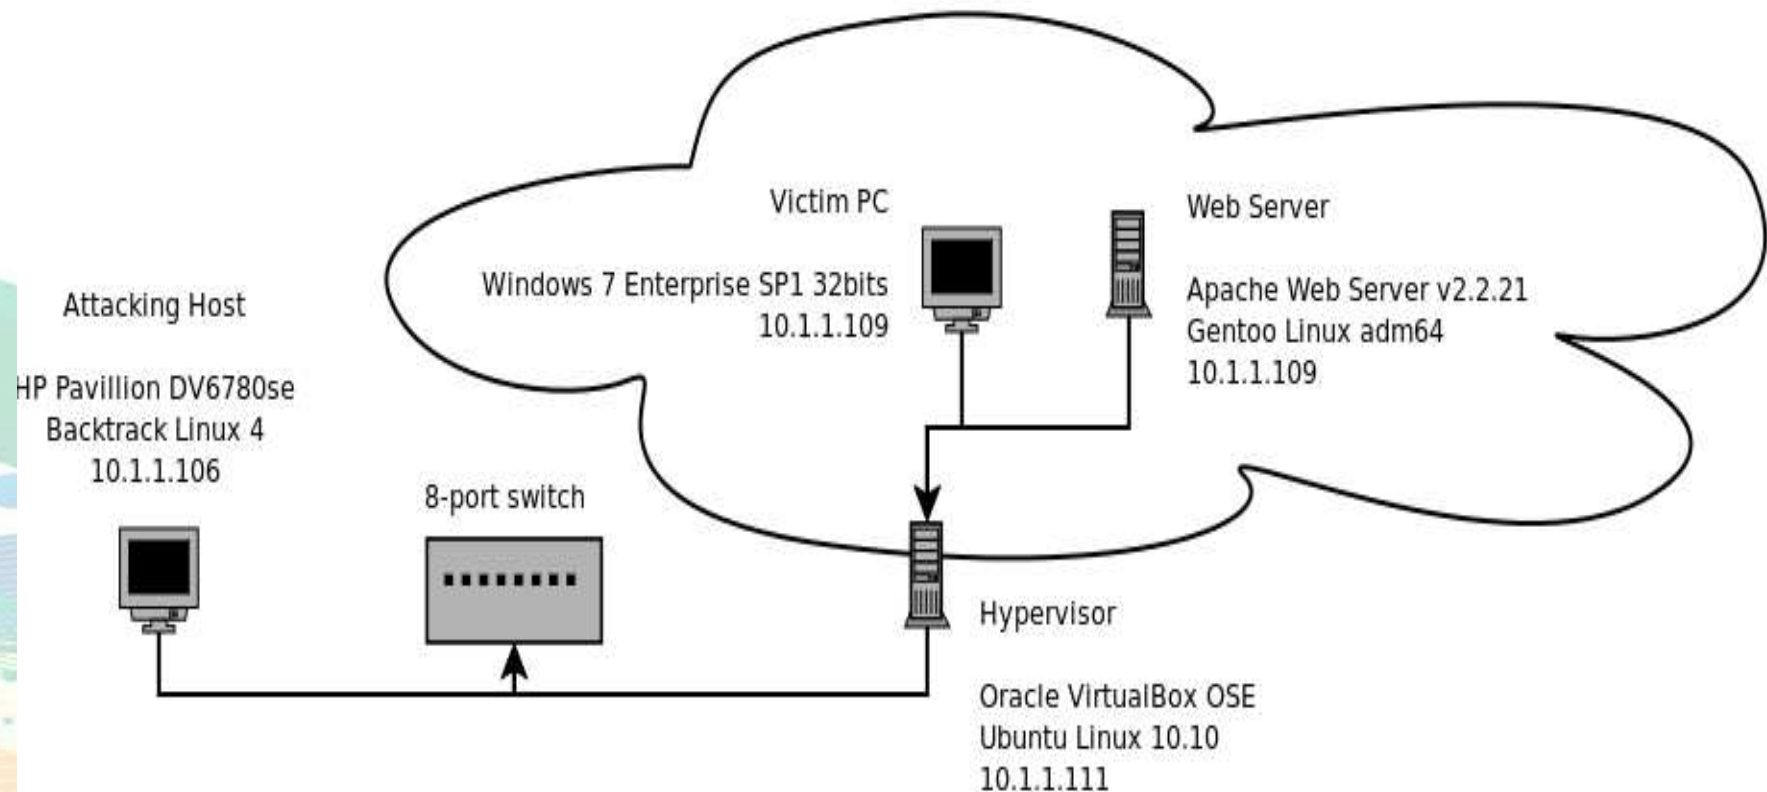 Victim PC
Windows 7 Enterprise SP1 32bits
10.1.1.109
Web Server
Apache Web Server v2.2.21
Gentoo Linux adm64
10.1.1.109
Attacking Host
HP Pavillion DV6780se
Backtrack Linux 4
10.1.1.106
8-port switch
Hypervisor
Oracle VirtualBox OSE
Ubuntu Linux 10.10
10.1.1.111